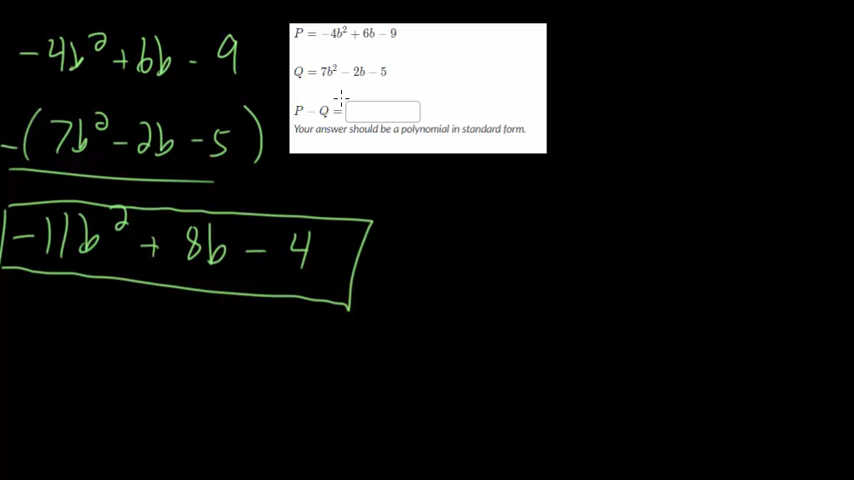 -4b² + 6b - 9
-(7b² - 2b - 5)
-11b² + 8b - 4
P = -4b² + 6b - 9
Q = 7b² - 2b - 5
P - Q =
Your answer should be a polynomial in standard form.